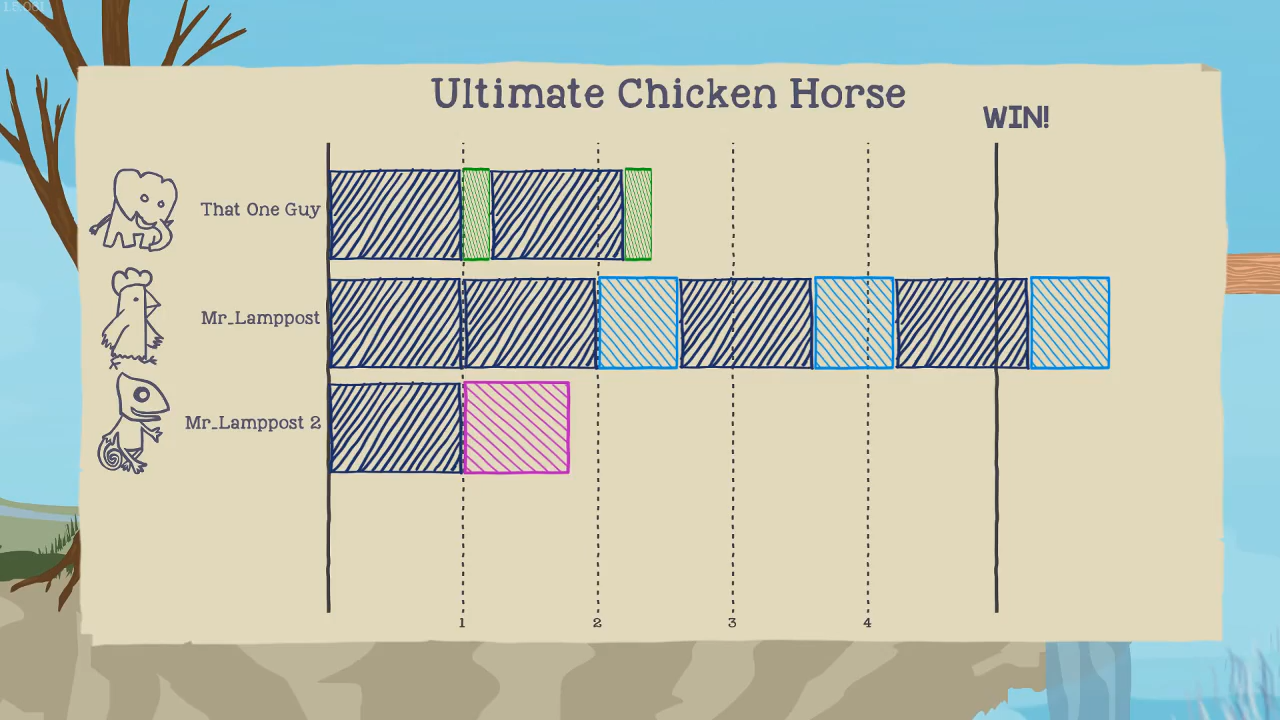 Ultimate Chicken Horse
WIN!
That One Guy
Mr_Lamppost
Mr_Lamppost 2
1 2 3 4